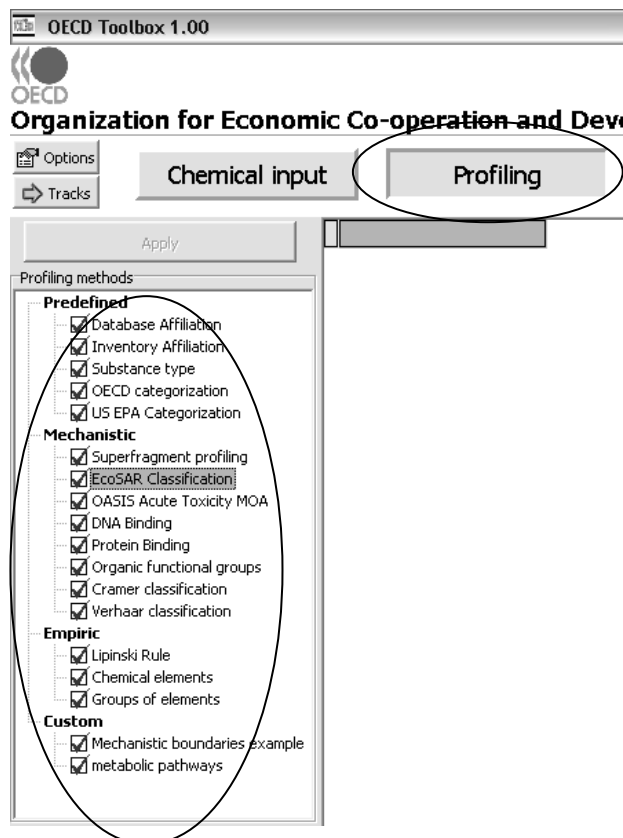 OECD Toolbox 1.00
OECD
Organization for Economic Co-operation and Deve
Options
Tracks
Chemical input
Profiling
Apply
Profiling methods
Predefined
Database Affiliation
Inventory Affiliation
Substance type
OECD categorization
US EPA Categorization
Mechanistic
Superfragment profiling
EcoSAR Classification
OASIS Acute Toxicity MOA
DNA Binding
Protein Binding
Organic functional groups
Cramer classification
Verhaar classification
Empiric
Lipinski Rule
Chemical elements
Groups of elements
Custom
Mechanistic boundaries example
metabolic pathways